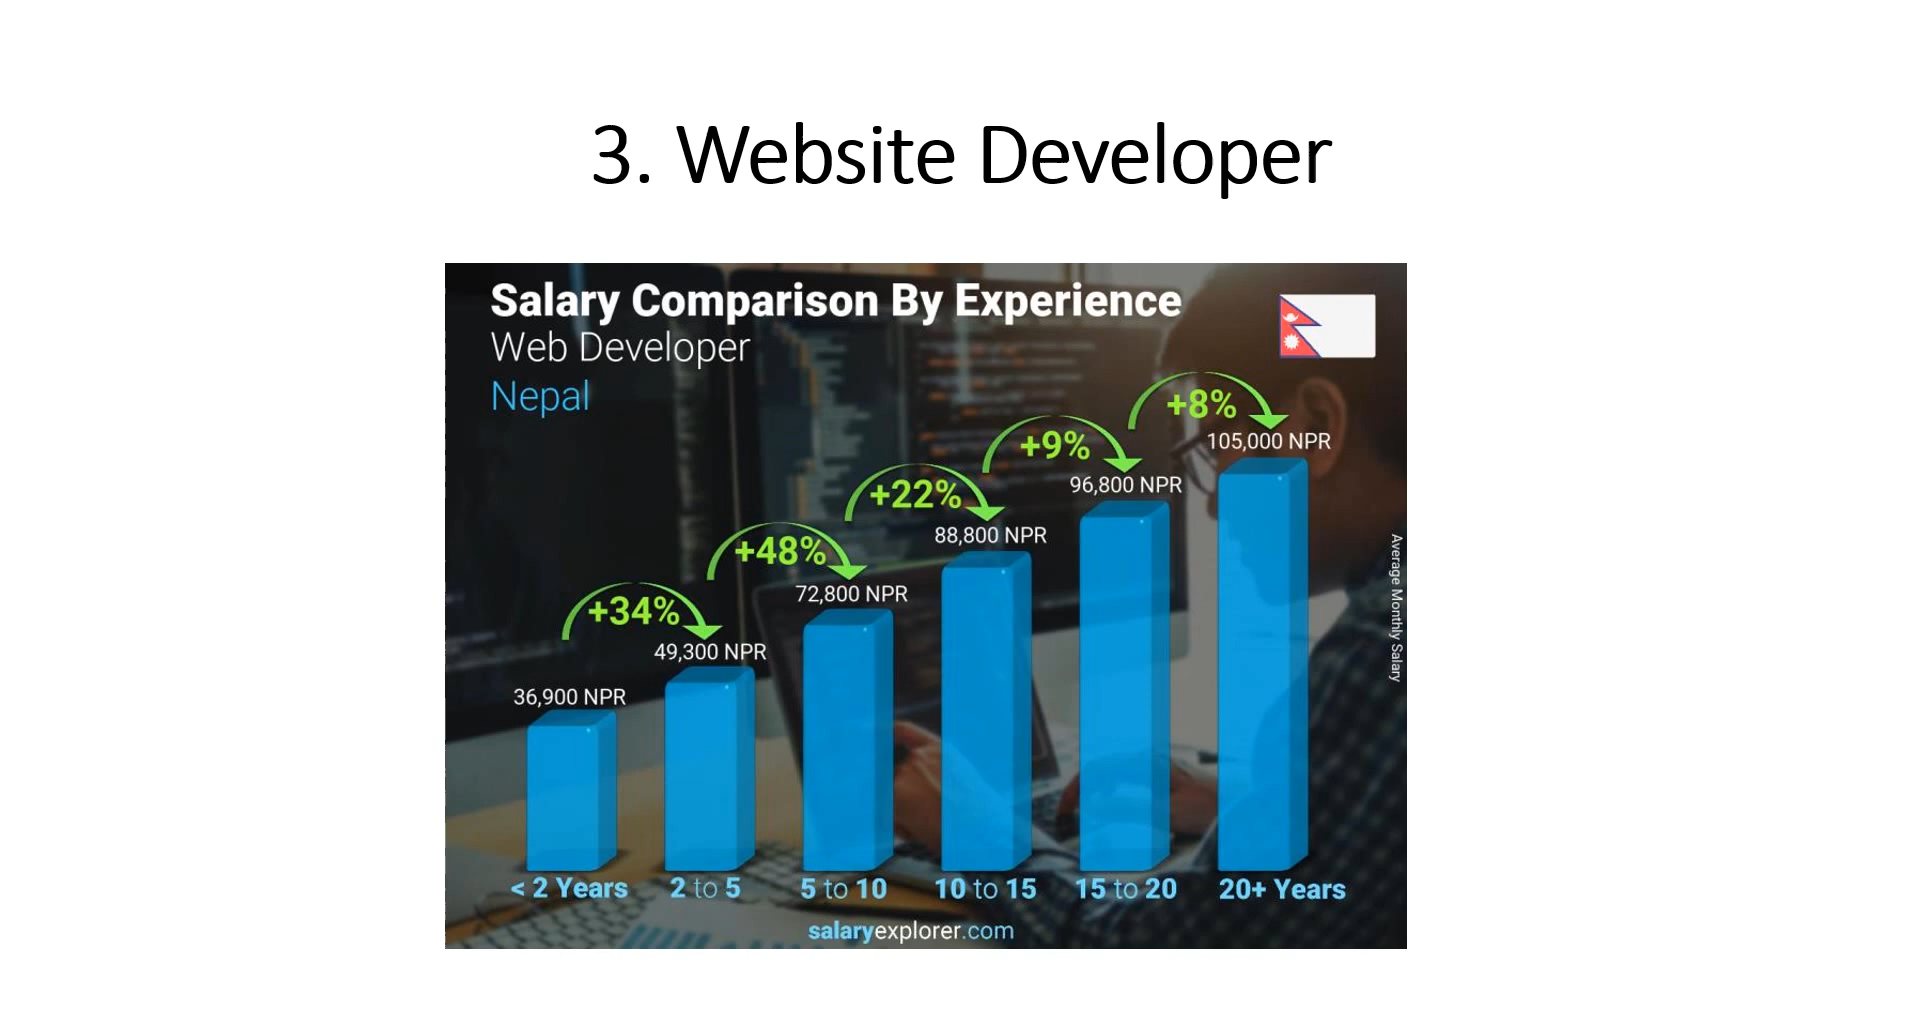 3. Website Developer
Salary Comparison By Experience
Web Developer
Nepal
+8%
105,000 NPR
+9%
96,800 NPR
+22%
88,800 NPR
+48%
72,800 NPR
+34%
49,300 NPR
36,900 NPR
Average Monthly Salary
< 2 Years 2 to 5 5 to 10 10 to 15 15 to 20 20+ Years
salaryexplorer.com